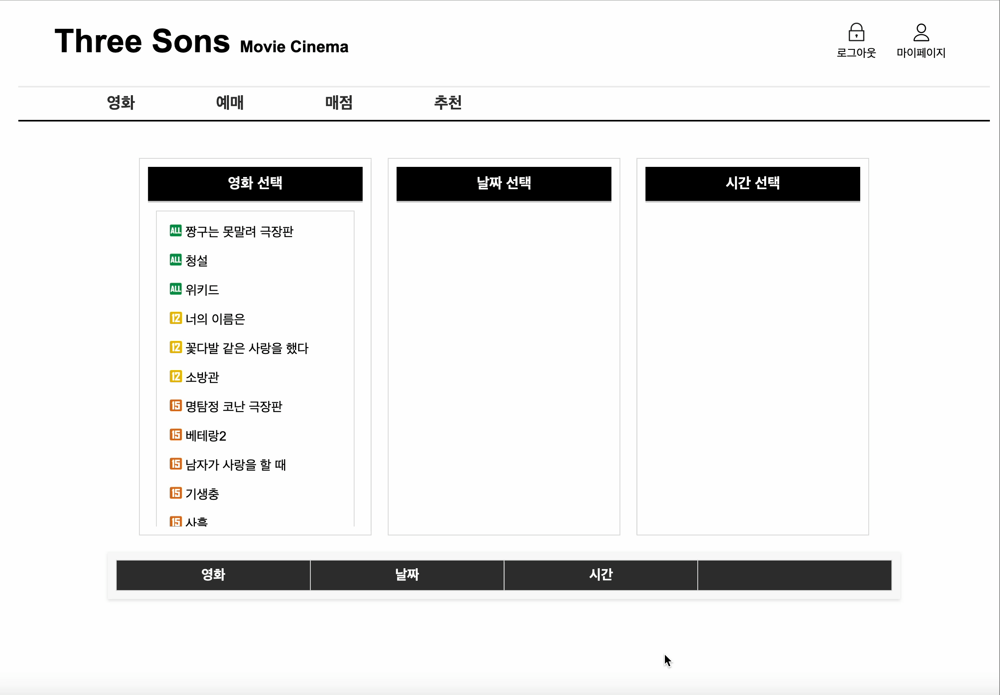 Three Sons Movie Cinema
로그아웃 마이페이지
영화 예매 매점 추천
영화 선택
ALL 짱구는 못말려 극장판
ALL 청설
ALL 위키드
12 너의 이름은
12 꽃다발 같은 사랑을 했다
12 소방관
15 명탐정 코난 극장판
15 베테랑2
15 남자가 사랑을 할 때
15 기생충
15 사흘
날짜 선택
시간 선택
영화 날짜 시간